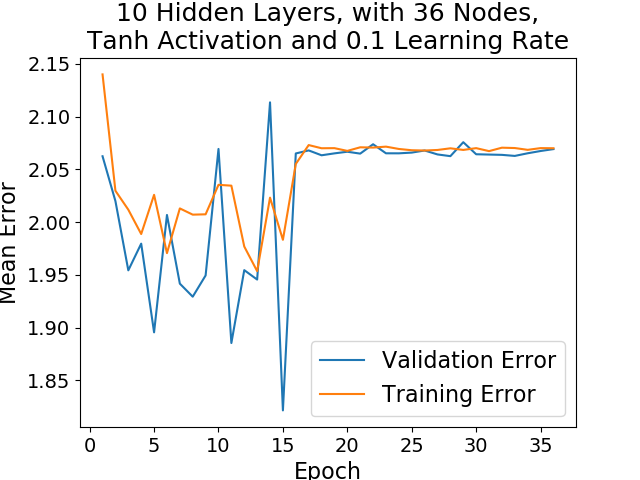 10 Hidden Layers, with 36 Nodes,
Tanh Activation and 0.1 Learning Rate
2.15
2.10
2.05
2.00
1.95
1.90
1.85
Mean Error
Validation Error
Training Error
0 5 10 15 20 25 30 35
Epoch